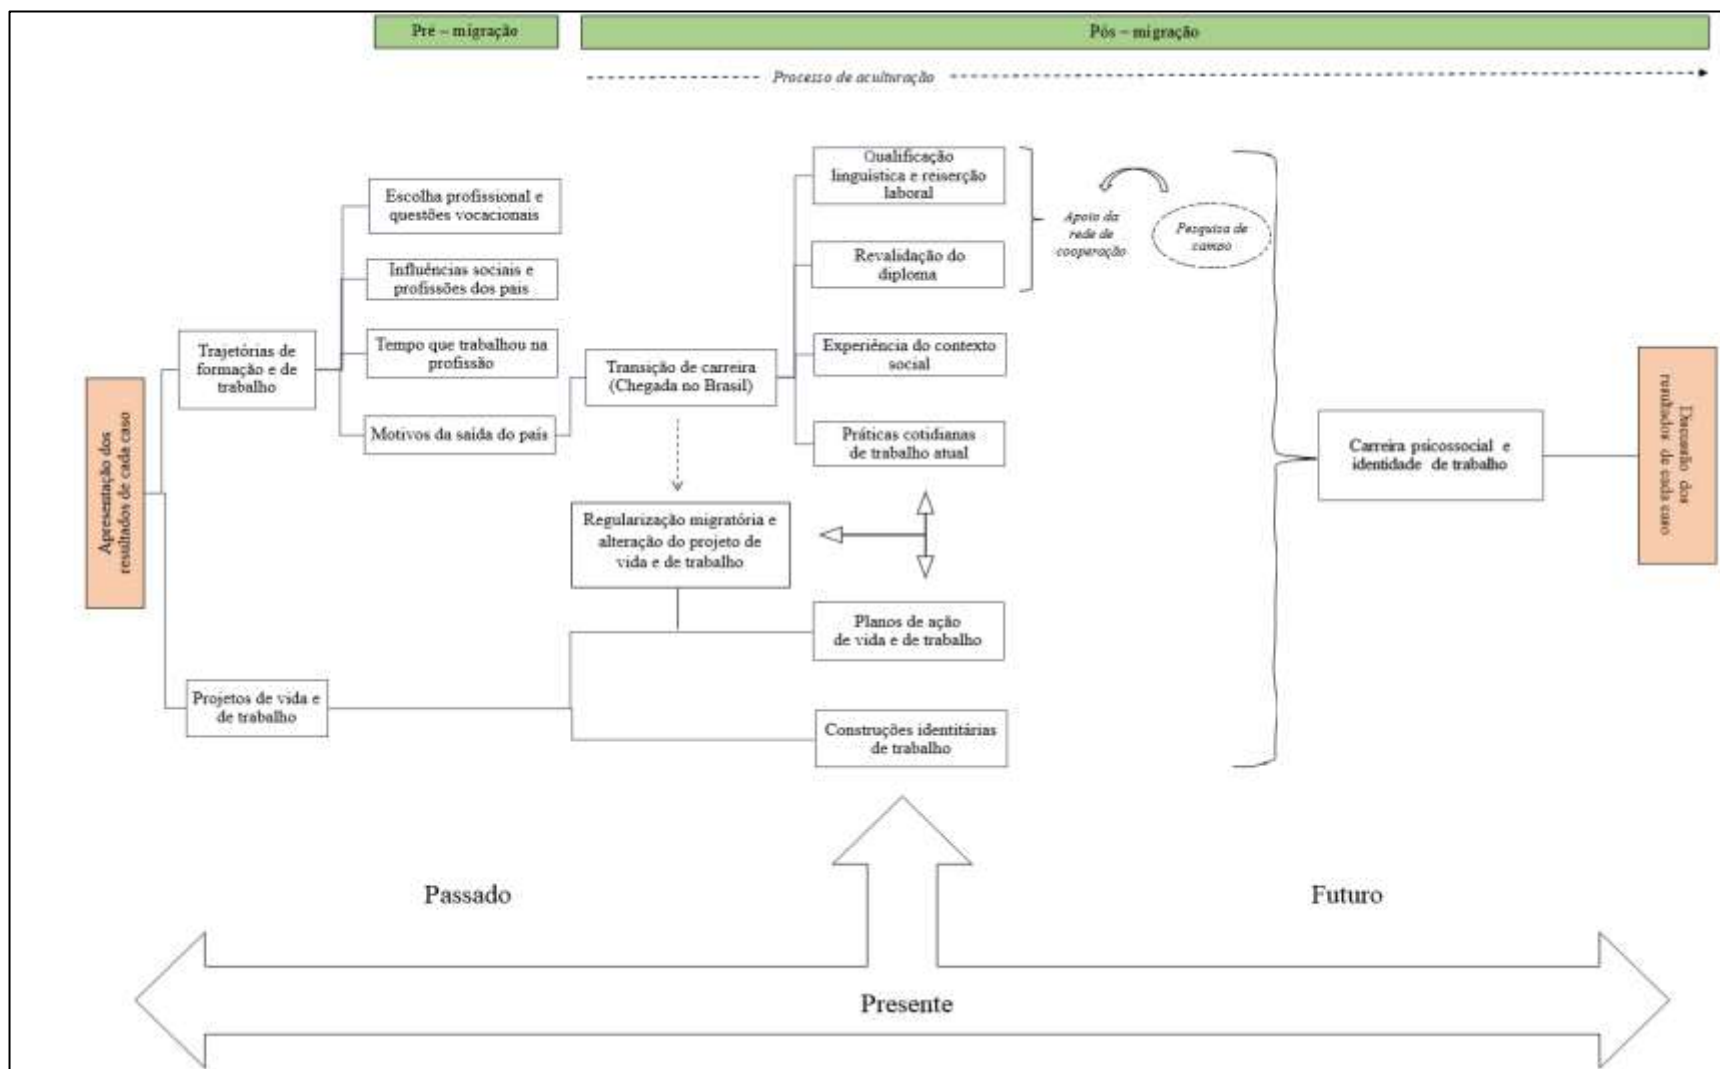 Pré – migração
Pós – migração
Processo de aculturação
Apresentação dos
resultados de cada caso
Trajetórias de
formação e de
trabalho
Projetos de vida e
de trabalho
Escolha profissional e
questões vocacionais
Influências sociais e
profissões dos pais
Tempo que trabalhou na
profissão
Motivos da saída do país
Transição de carreira
(Chegada no Brasil)
Regularização migratória e
alteração do projeto de
vida e de trabalho
Qualificação
linguística e reiserção
laboral
Revalidação do
diploma
Experiência do contexto
social
Práticas cotidianas
de trabalho atual
Planos de ação
de vida e de trabalho
Construções identitárias
de trabalho
Apoio da
rede de
cooperação
Pesquisa de
campo
Carreira psicossocial e
identidade de trabalho
Discussão dos
resultados de cada caso
Passado
Futuro
Presente